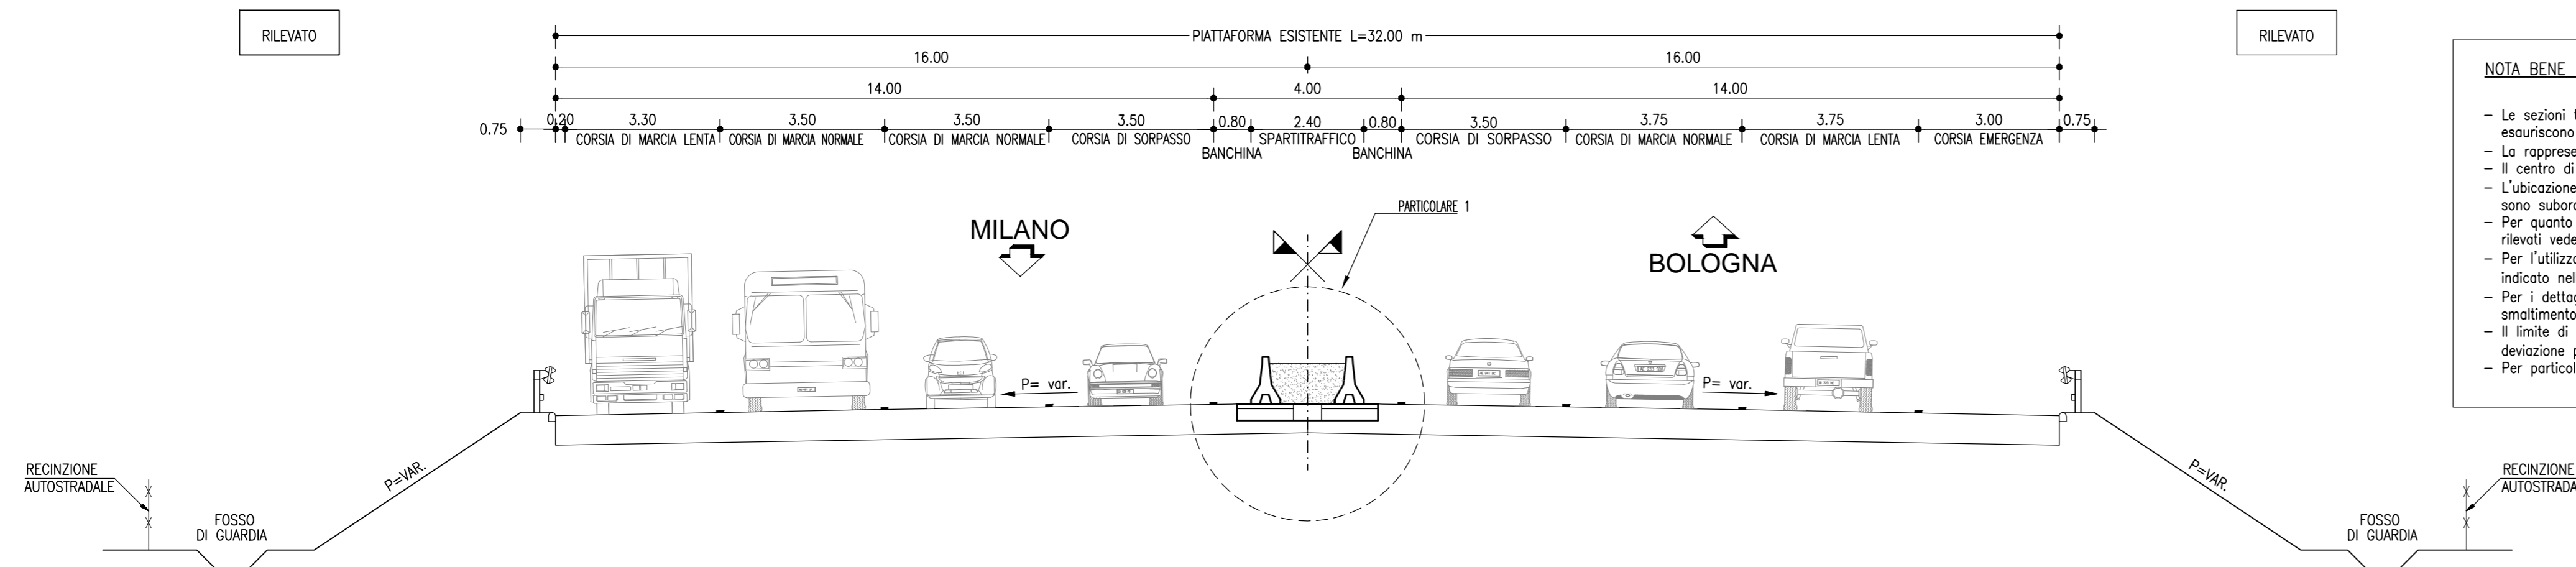 RILEVATO
PIATTAFORMA ESISTENTE L=32.00 m
RILEVATO
16.00
16.00
14.00
4.00
14.00
0.75
0.20
3.30
3.50
3.50
3.50
0.80
2.40
0.80
3.50
3.75
3.75
3.00
0.75
CORSIA DI MARCIA LENTA
CORSIA DI MARCIA NORMALE
CORSIA DI MARCIA NORMALE
CORSIA DI SORPASSO
SPARTITRAFFICO
CORSIA DI SORPASSO
CORSIA DI MARCIA NORMALE
CORSIA DI MARCIA LENTA
CORSIA EMERGENZA
BANCHINA
BANCHINA
PARTICOLARE 1
MILANO
BOLOGNA
P= var.
P= var.
P=VAR.
P=VAR.
RECINZIONE
AUTOSTRADALE
FOSSO
DI GUARDIA
FOSSO
DI GUARDIA
RECINZIONE
AUTOSTRADA
NOTA BENE
– Le sezioni
esauriscono
– La rapprese
– Il centro di
– L'ubicazione
sono subor
– Per quanto
rilevati vede
– Per l'utilizzo
indicato nel
– Per i detta
smaltimento
– Il limite di
deviazione p
– Per particol